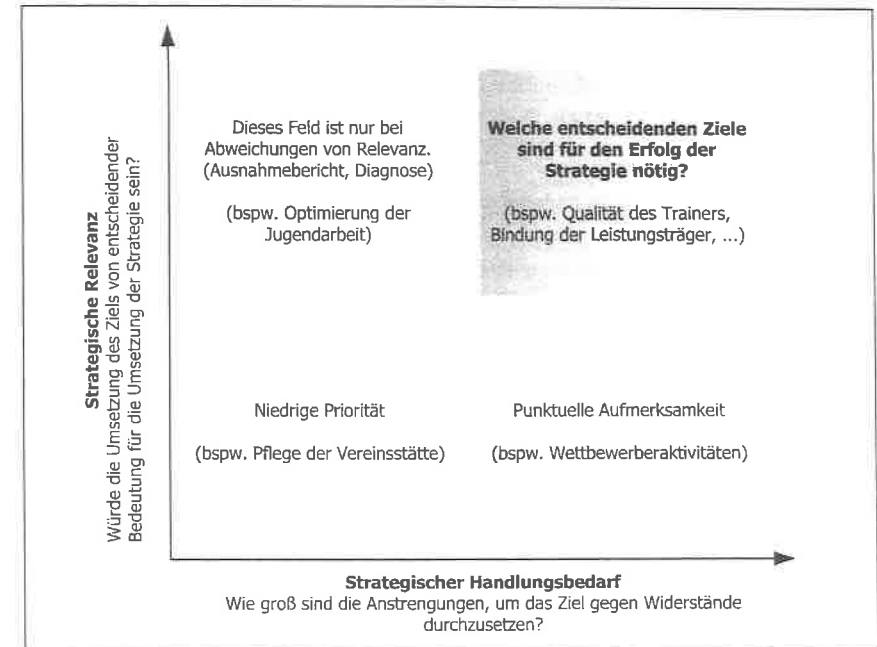 Strategische Relevanz
Würde die Umsetzung des Ziels von entscheidender
Bedeutung für die Umsetzung der Strategie sein?
Dieses Feld ist nur bei
Abweichungen von Relevanz.
(Ausnahmebericht, Diagnose)
(bspw. Optimierung der
Jugendarbeit)
Welche entscheidenden Ziele
sind für den Erfolg der
Strategie nötig?
(bspw. Qualität des Trainers,
Bindung der Leistungsträger, ...)
Niedrige Priorität
(bspw. Pflege der Vereinsstätte)
Punktuelle Aufmerksamkeit
(bspw. Wettbewerberaktivitäten)
Strategischer Handlungsbedarf
Wie groß sind die Anstrengungen, um das Ziel gegen Widerstände
durchzusetzen?